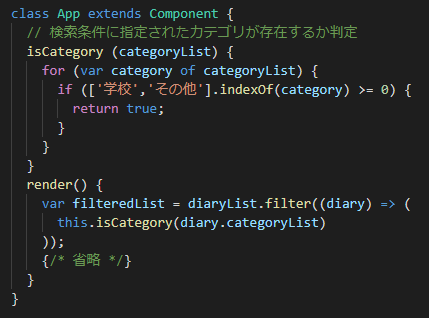 class App extends Component {
  // 検索条件に指定されたカテゴリが存在するか判定
  isCategory (categoryList) {
    for (var category of categoryList) {
      if (['学校','その他'].indexOf(category) >= 0) {
        return true;
      }
    }
  }
  render() {
    var filteredList = diaryList.filter((diary) => (
      this.isCategory(diary.categoryList)
    ));
    {/* 省略 */}
  }
}